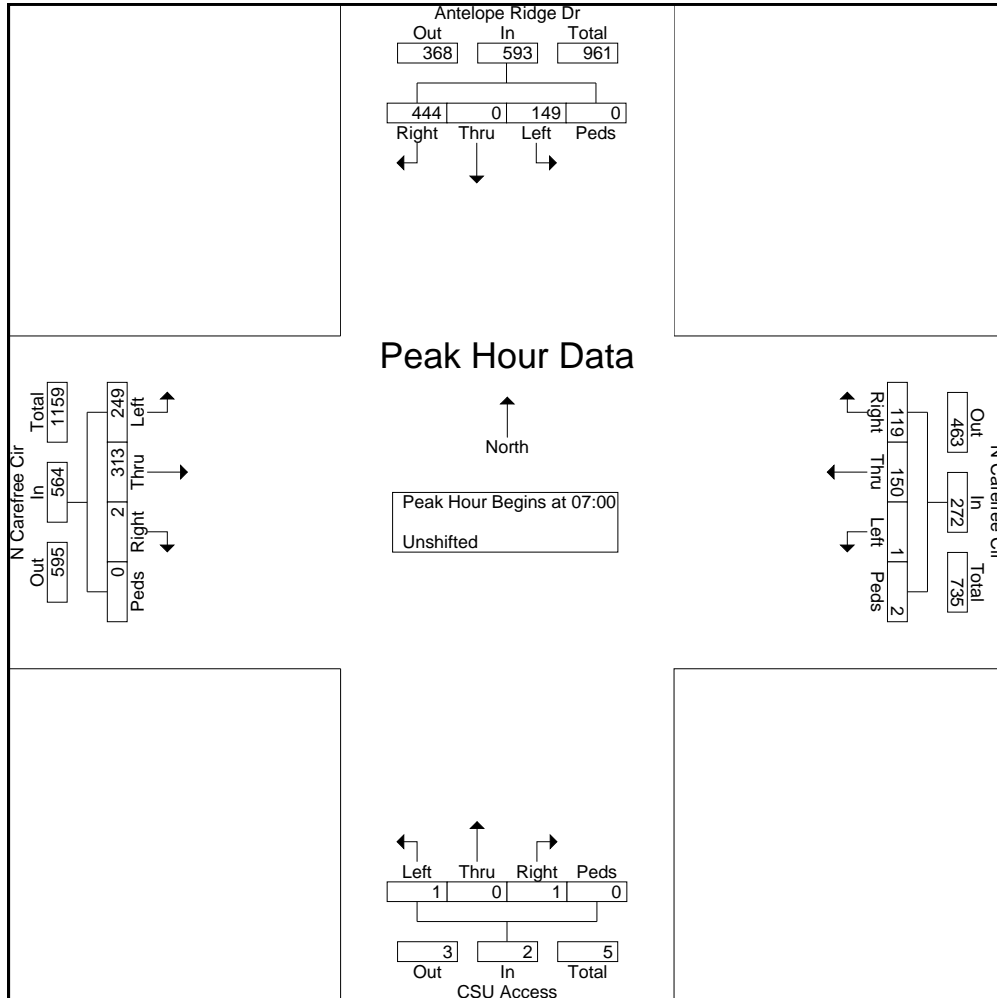 Antelope Ridge Dr
Out In Total
368 593 961
444 0 149 0
Right Thru Left Peds
Peak Hour Data
North
Peak Hour Begins at 07:00
Unshifted
N Carefree Cir
Out In Total
595 564 1159
0 2 313 249
Peds Right Thru Left
N Carefree Cir
Out In Total
463 272 735
119 150 1 2
Right Thru Left Peds
Left Thru Right Peds
1 0 1 0
3 2 5
Out In Total
CSU Access